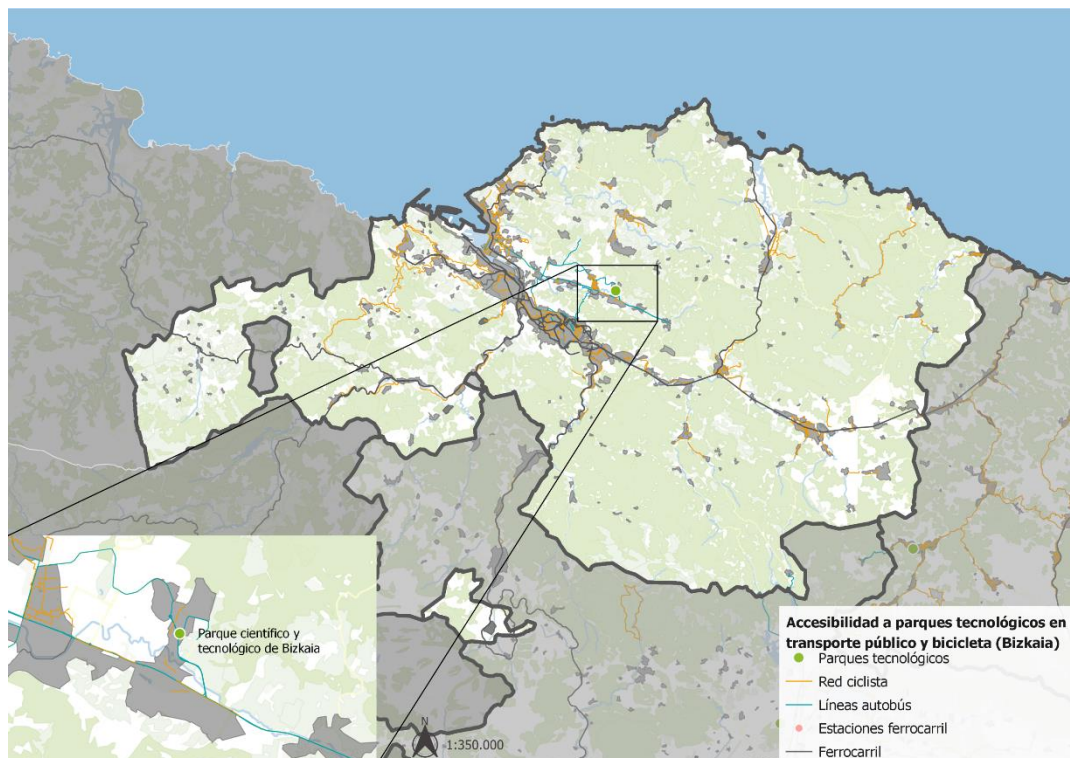 Parque científico y
tecnológico de Bizkaia
N
1:350.000
Accesibilidad a parques tecnológicos en
transporte público y bicicleta (Bizkaia)
Parques tecnológicos
Red ciclista
Líneas autobús
Estaciones ferrocarril
Ferrocarril